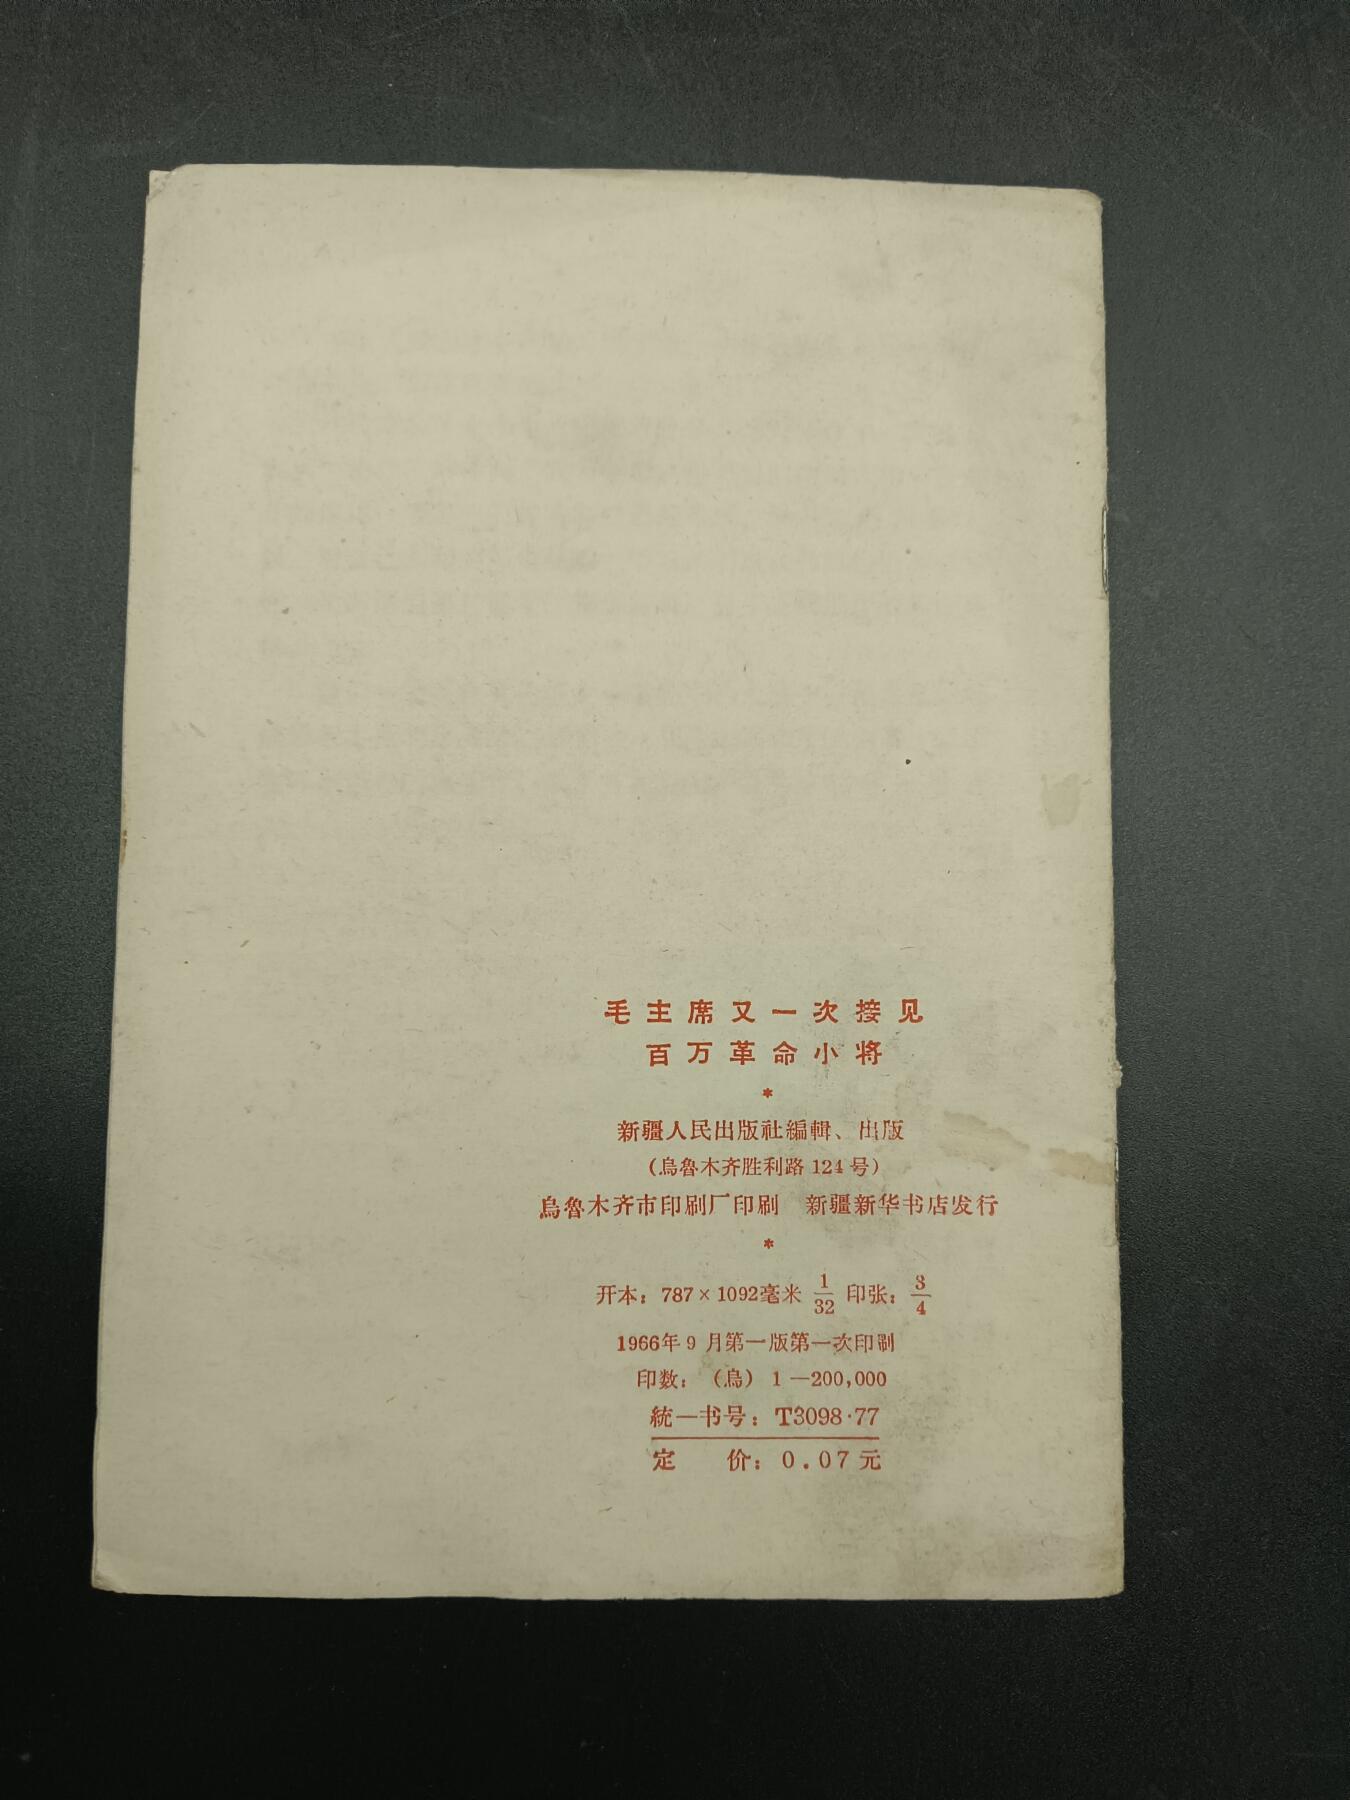 毛主席又一次接见
百万革命小将
*
新疆人民出版社編輯、出版
(烏魯木齐胜利路 124 号)
烏魯木齐市印刷厂印刷 新疆新华书店发行
*
开本：787×1092毫米 1/32 印张：3/4
1966年9月第一版第一次印刷
印数：(烏) 1—200,000
統一书号：T3098·77
定 价：0.07元